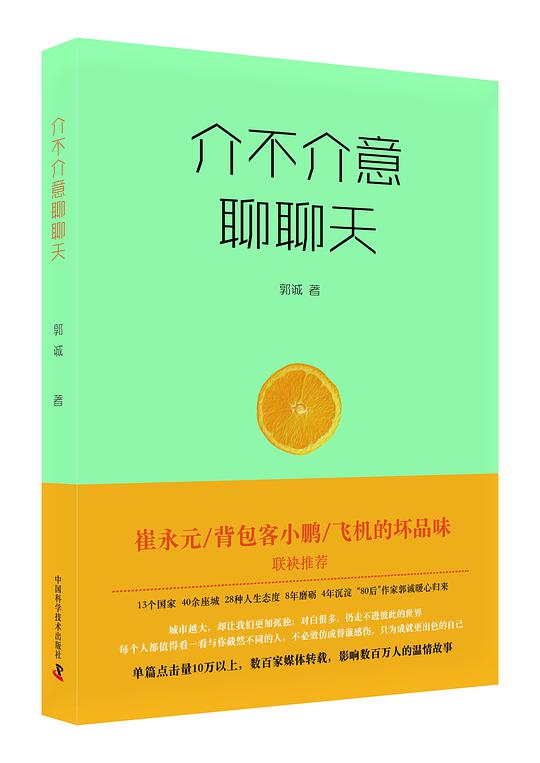 介不介意
聊聊天
郭诚 著
崔永元/背包客小鹏/飞机的坏品味
联袂推荐
13个国家 40余座城 28种人生态度 8年磨砺 4年沉淀 “80后”作家郭诚暖心归来
城市越大，却让我们更加孤独；对白很多，仍走不进彼此的世界
每个人都值得看一看与你截然不同的人，不必效仿或替谁感伤，只为成就更出色的自己
单篇点击量10万以上，数百家媒体转载，影响数百万人的温情故事
介不介意聊聊天
郭诚 著
中国科学技术出版社